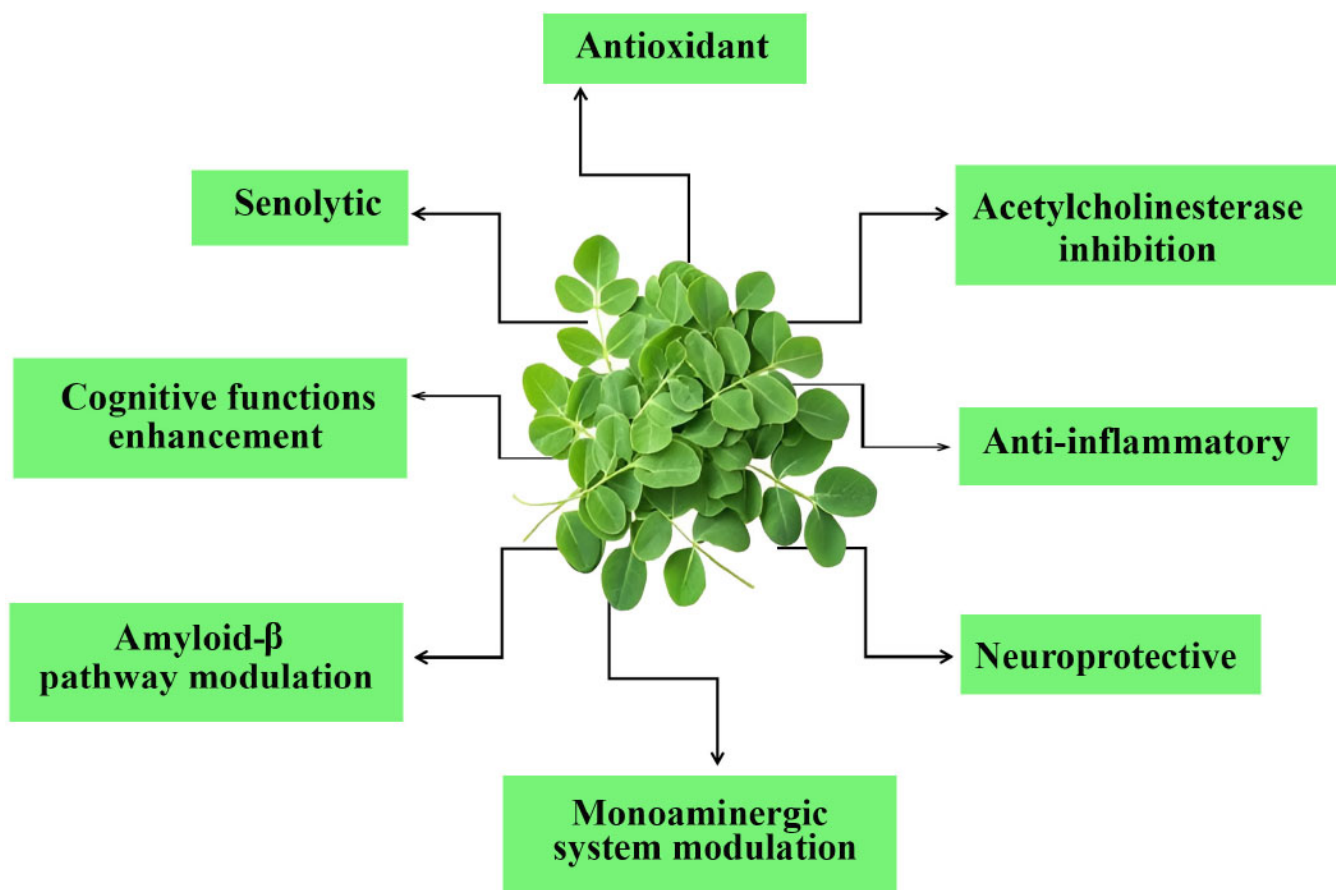 Antioxidant
Senolytic
Acetylcholinesterase
inhibition
Cognitive functions
enhancement
Anti-inflammatory
Amyloid-β
pathway modulation
Neuroprotective
Monoaminergic
system modulation